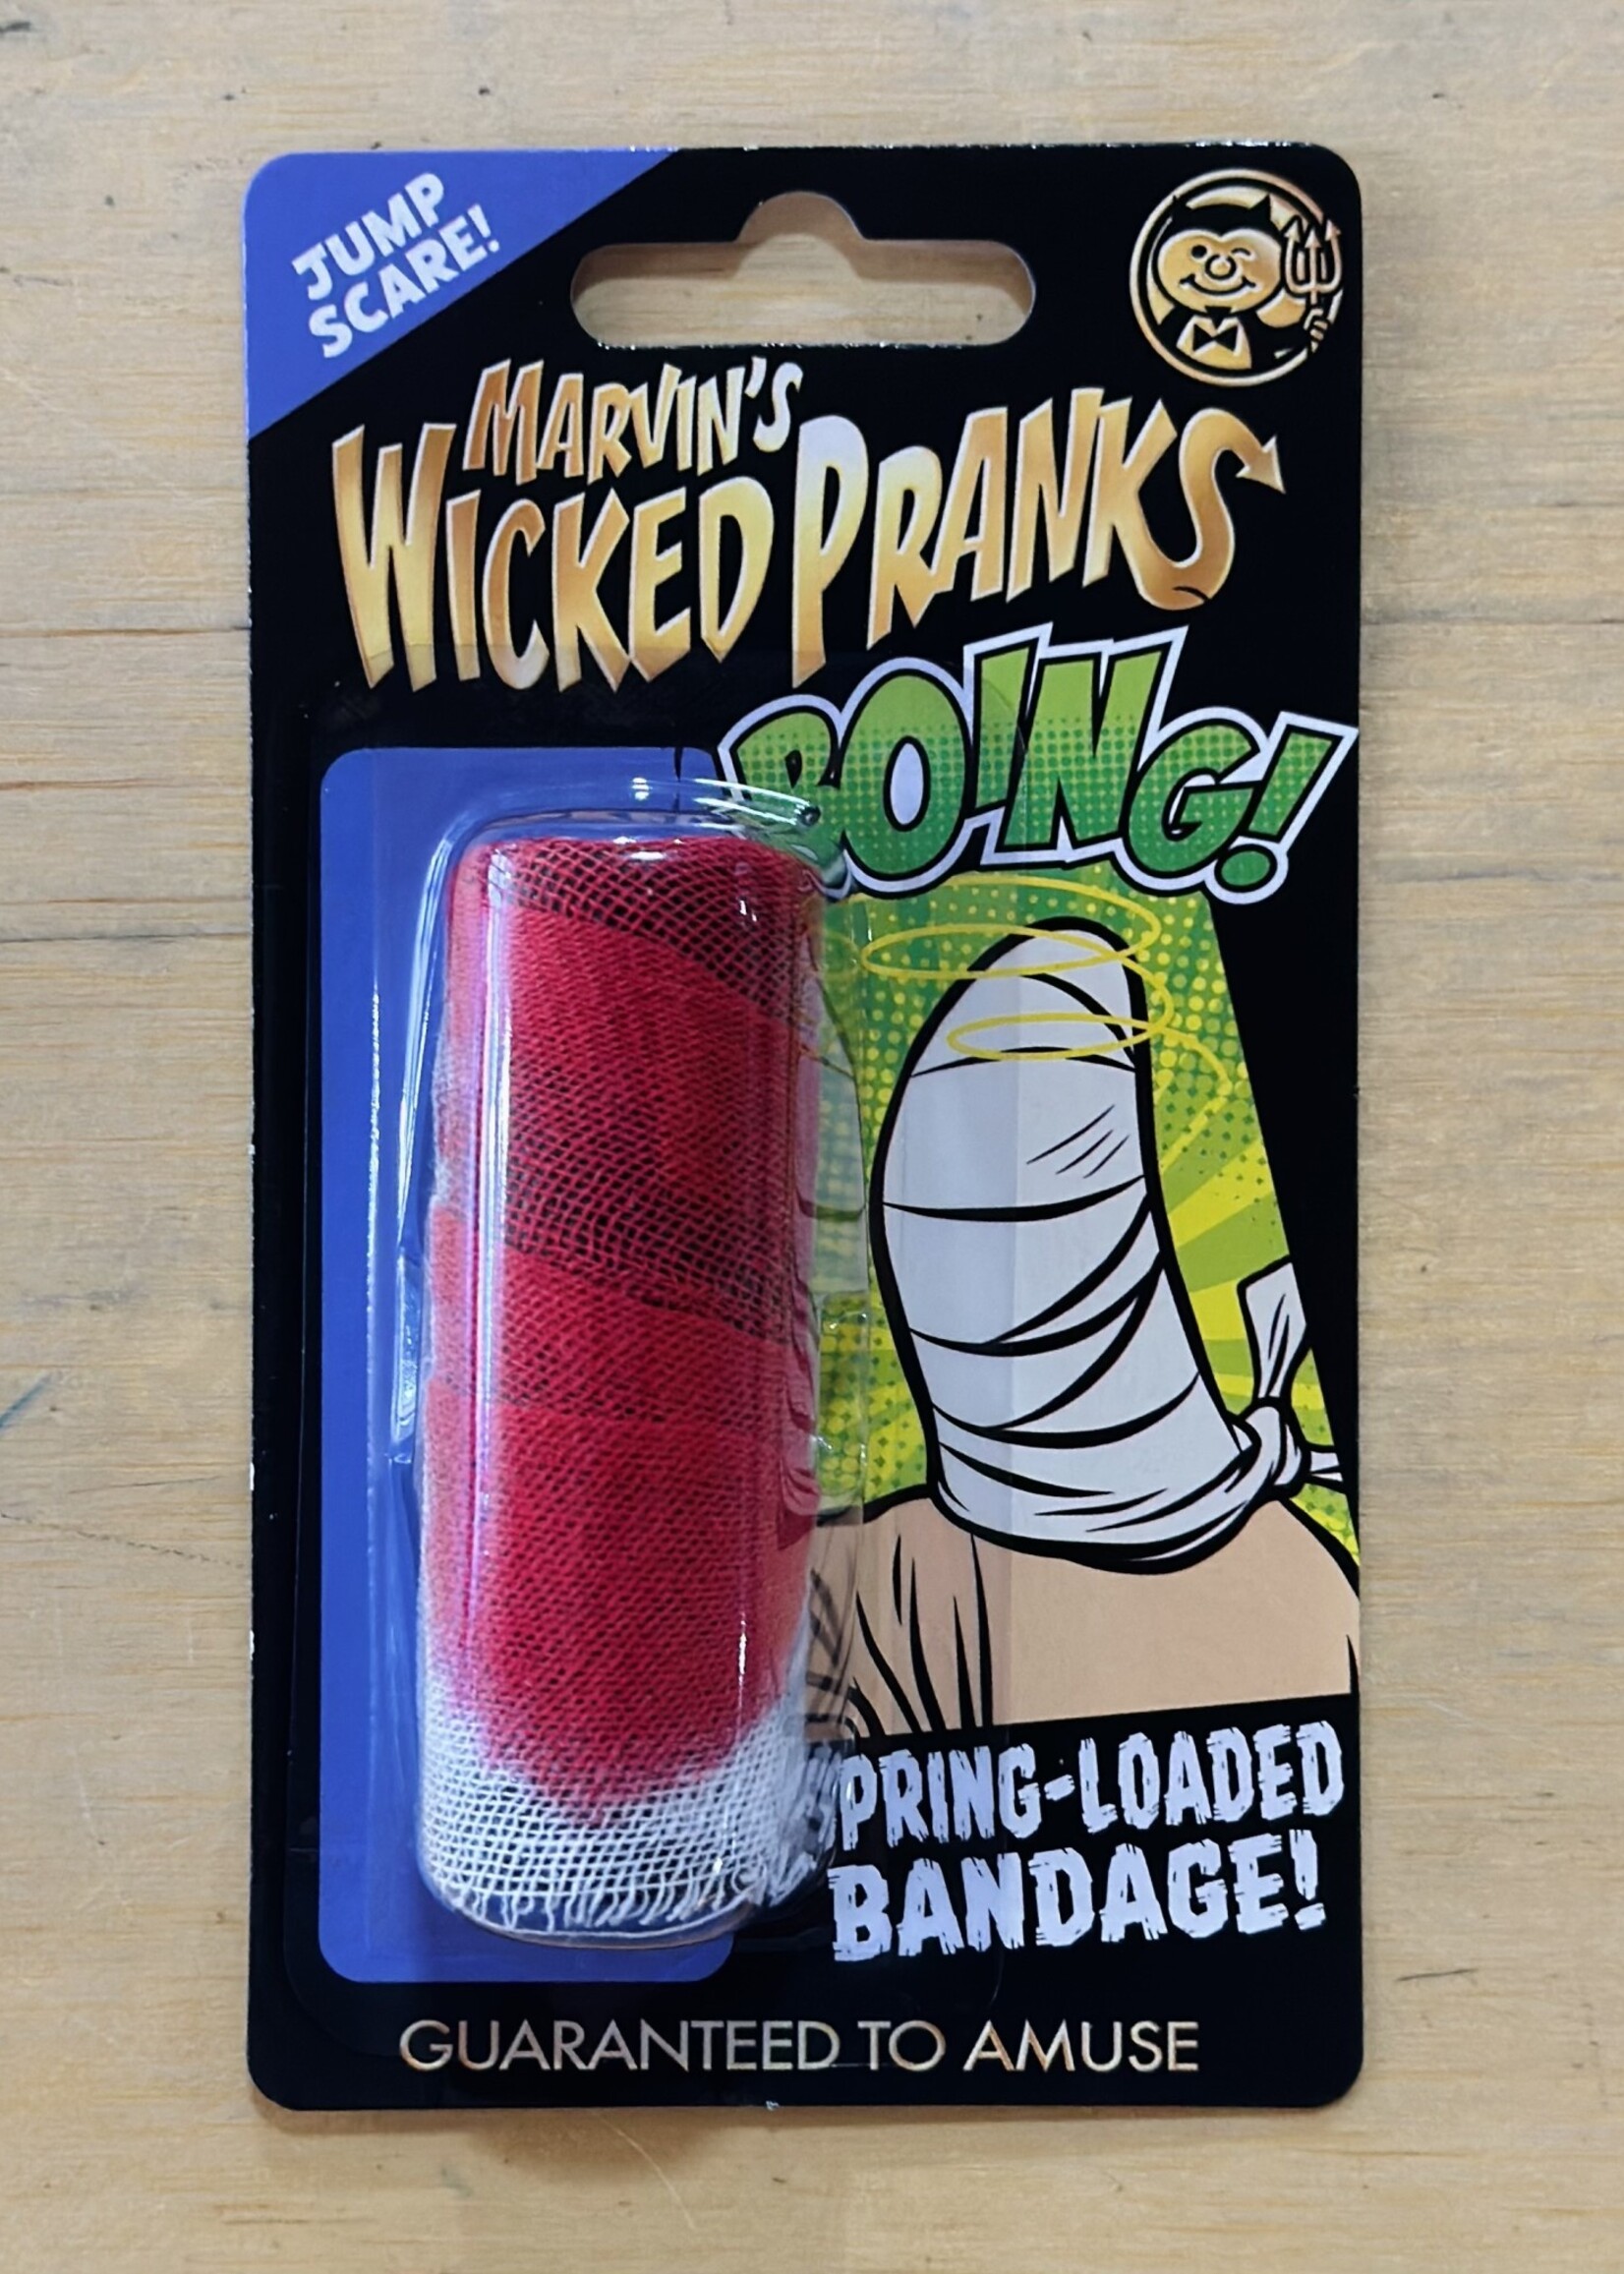 JUMP
SCARE!
MARVIN'S
WICKED PRANKS
BOING!
SPRING-LOADED
BANDAGE!
GUARANTEED TO AMUSE